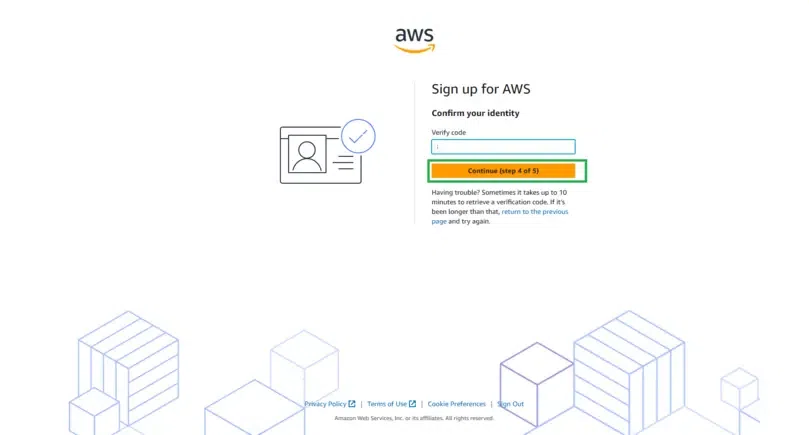 aws
Sign up for AWS
Confirm your identity
Verify code
Continue (step 4 of 5)
Having trouble? Sometimes it takes up to 10
minutes to retrieve a verification code. If it's
been longer than that, return to the previous
page and try again.
Privacy Policy | Terms of Use | Cookie Preferences | Sign Out
Amazon Web Services, Inc. or its affiliates. All rights reserved.